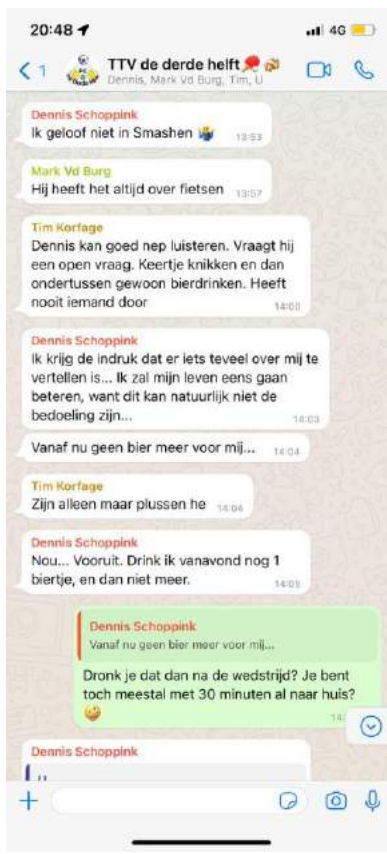 20:48
4G
1
TTV de derde helft
Dennis, Mark Vd Burg, Tim, U
Dennis Schoppink
Ik geloof niet in Smashen 13:53
Mark Vd Burg
Hij heeft het altijd over fietsen 13:57
Tim Korfage
Dennis kan goed nep luisteren. Vraagt hij
een open vraag. Keertje knikken en dan
ondertussen gewoon bierdrinken. Heeft
nooit iemand door 14:00
Dennis Schoppink
Ik krijg de indruk dat er iets teveel over mij te
vertellen is... Ik zal mijn leven eens gaan
beteren, want dit kan natuurlijk niet de
bedoeling zijn... 14:03
Vanaf nu geen bier meer voor mij... 14:04
Tim Korfage
Zijn alleen maar plussen he 14:04
Dennis Schoppink
Nou... Vooruit. Drink ik vanavond nog 1
biertje, en dan niet meer. 14:05
Dennis Schoppink
Vanaf nu geen bier meer voor mij...
Dronk je dat dan na de wedstrijd? Je bent
toch meestal met 30 minuten al naar huis?
Dennis Schoppink